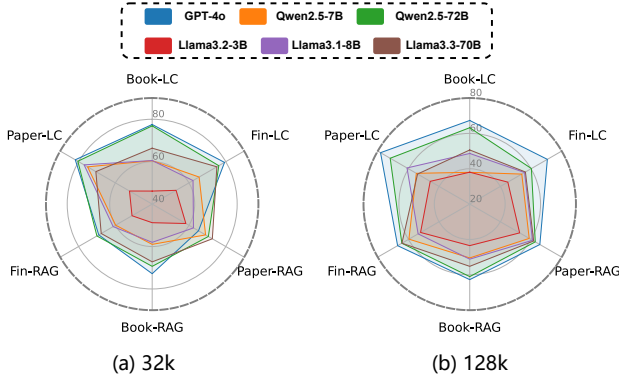 GPT-4o Qwen2.5-7B Qwen2.5-72B
Llama3.2-3B Llama3.1-8B Llama3.3-70B
Book-LC
Fin-LC
Paper-LC
Fin-RAG
Book-RAG
Paper-RAG
80
60
40
(a) 32k
Book-LC
Fin-LC
Paper-LC
Fin-RAG
Book-RAG
Paper-RAG
80
60
40
20
(b) 128k